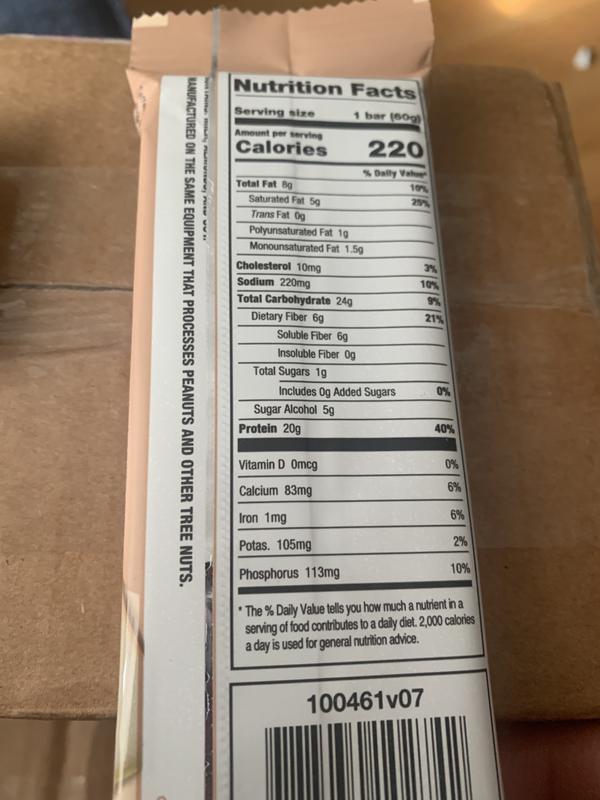 Nutrition Facts
Serving size 1 bar (60g)
Amount per serving
Calories 220
% Daily Value*
Total Fat 8g 10%
Saturated Fat 5g 25%
Trans Fat 0g
Polyunsaturated Fat 1g
Monounsaturated Fat 1.5g
Cholesterol 10mg 3%
Sodium 220mg 10%
Total Carbohydrate 24g 9%
Dietary Fiber 6g 21%
Soluble Fiber 6g
Insoluble Fiber 0g
Total Sugars 1g
Includes 0g Added Sugars 0%
Sugar Alcohol 5g
Protein 20g 40%
Vitamin D 0mcg 0%
Calcium 83mg 6%
Iron 1mg 6%
Potas. 105mg 2%
Phosphorus 113mg 10%
* The % Daily Value tells you how much a nutrient in a
serving of food contributes to a daily diet. 2,000 calories
a day is used for general nutrition advice.
100461v07
MANUFACTURED ON THE SAME EQUIPMENT THAT PROCESSES PEANUTS AND OTHER TREE NUTS.